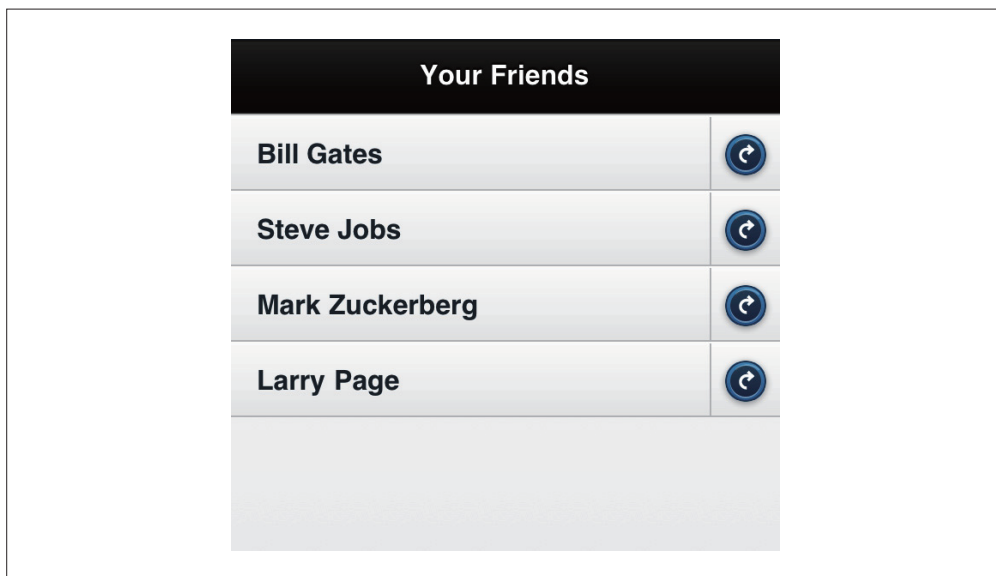 Your Friends
Bill Gates
Steve Jobs
Mark Zuckerberg
Larry Page